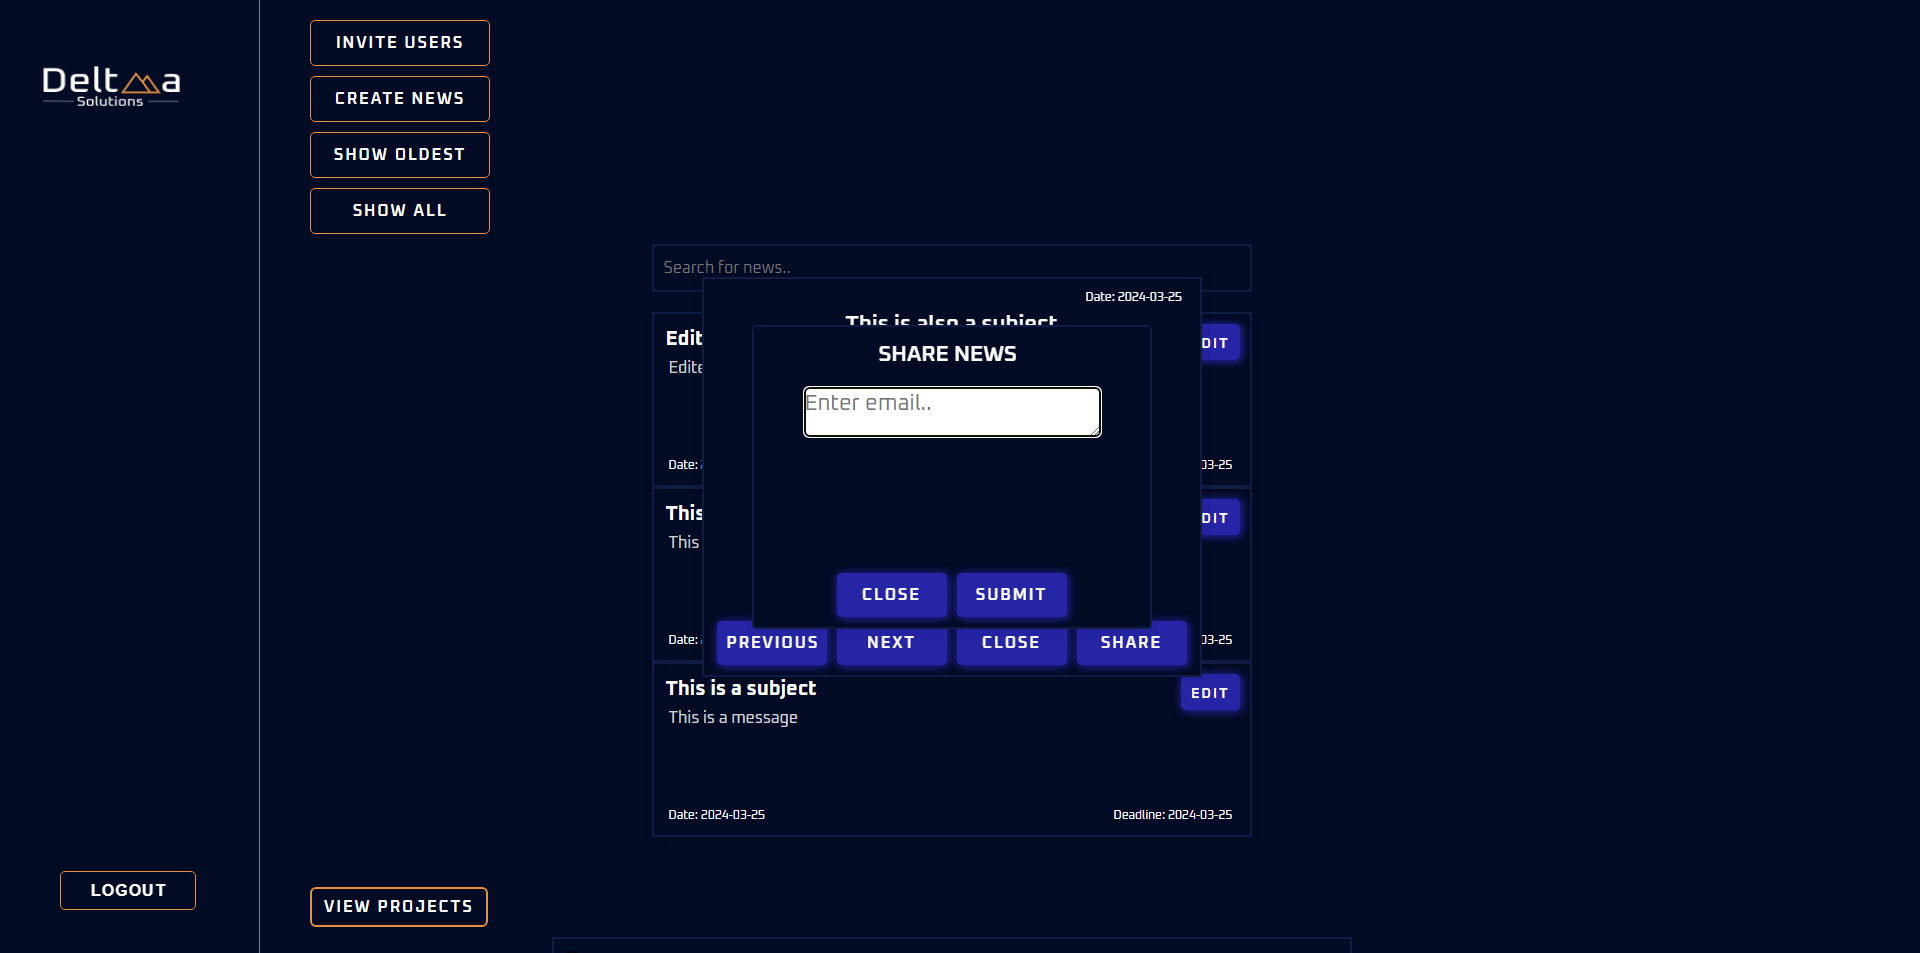 Delta
Solutions
LOGOUT
INVITE USERS
CREATE NEWS
SHOW OLDEST
SHOW ALL
Search for news..
Date: 2024-03-25
This is also a subject
SHARE NEWS
Enter email..
CLOSE SUBMIT
PREVIOUS NEXT CLOSE SHARE
Edit
DIT
Edite
Date: 03-25
This
DIT
This
Date: 03-25
This is a subject
EDIT
This is a message
Date: 2024-03-25 Deadline: 2024-03-25
VIEW PROJECTS